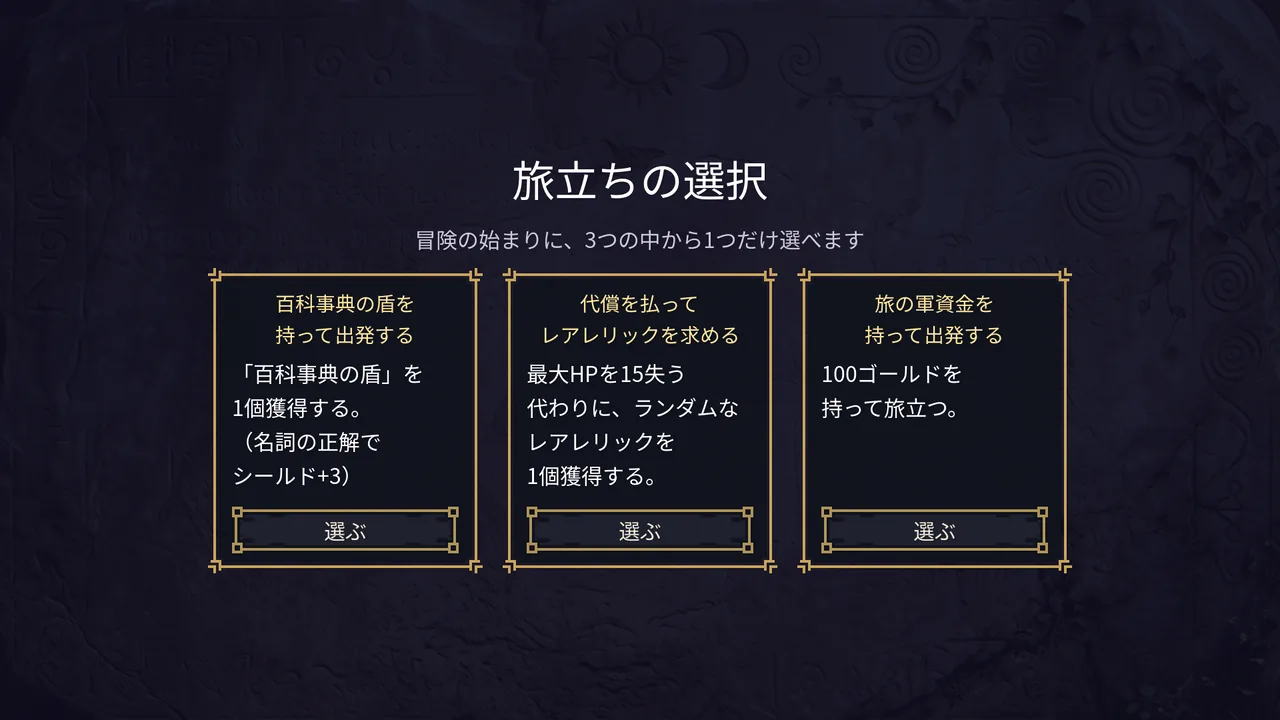 旅立ちの選択
冒険の始まりに、3つの中から1つだけ選べます
百科事典の盾を
持って出発する
「百科事典の盾」を
1個獲得する。
（名詞の正解で
シールド+3）
選ぶ
代償を払って
レアレリックを求める
最大HPを15失う
代わりに、ランダムな
レアレリックを
1個獲得する。
選ぶ
旅の軍資金を
持って出発する
100ゴールドを
持って旅立つ。
選ぶ